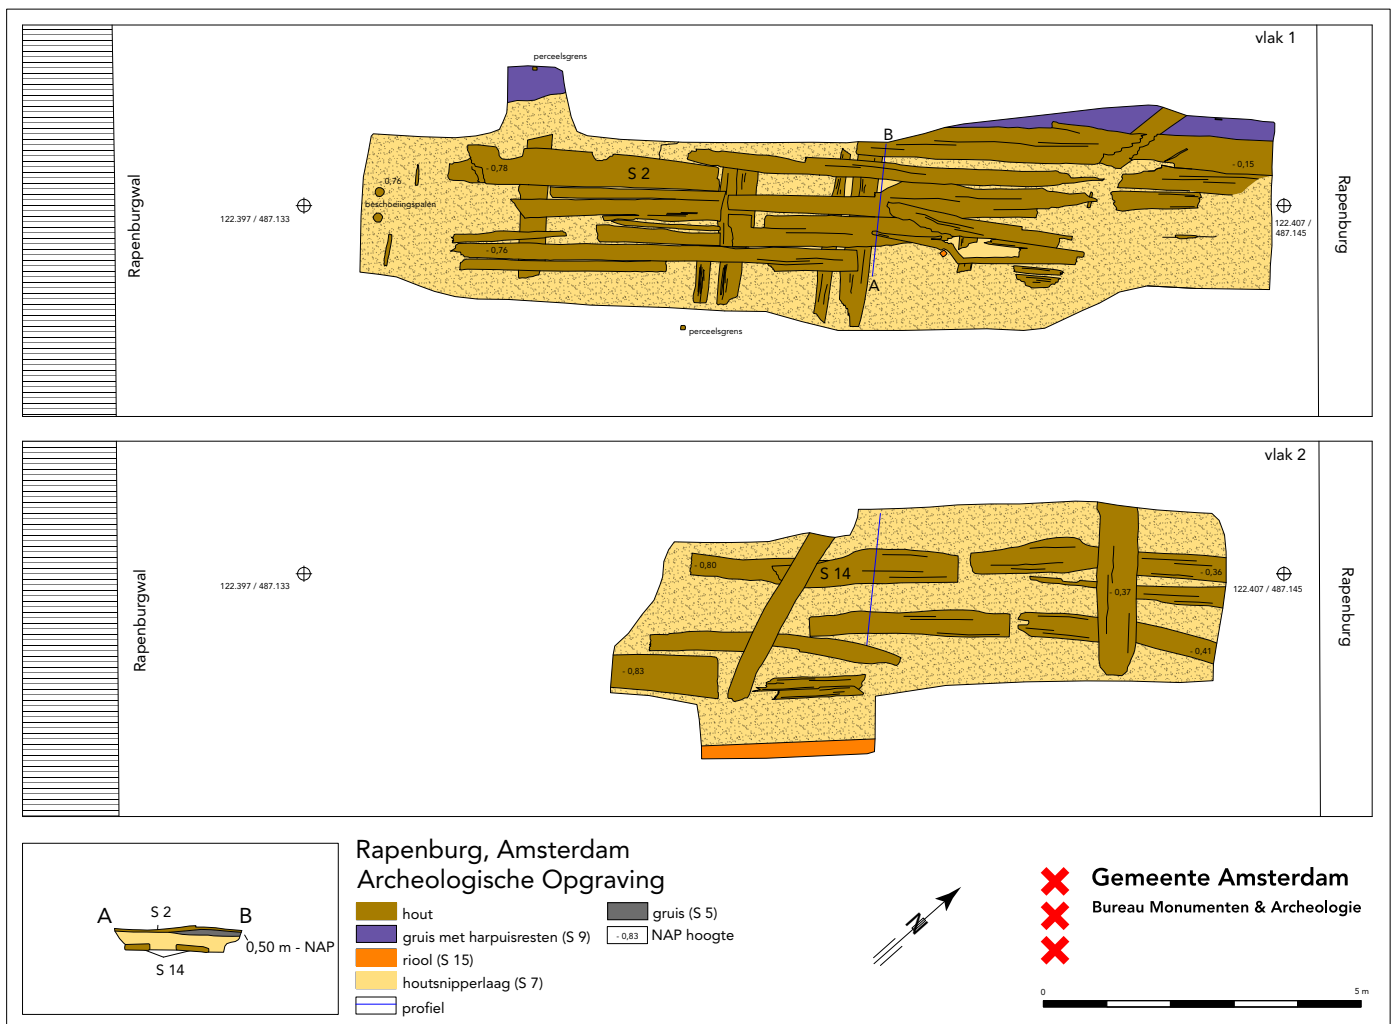 vlak 1
perceelsgrens
B
- 0,78
S 2
- 0,15
- 0,76
beschoeiingspalen
Rapenburgwal
122.397 / 487.133
122.407 /
487.145
Rapenburg
- 0,76
A
perceelsgrens
vlak 2
- 0,80
S 14
- 0,36
122.397 / 487.133
- 0,37
122.407 / 487.145
Rapenburgwal
Rapenburg
- 0,41
- 0,83
A
S 2
B
0,50 m - NAP
S 14
Rapenburg, Amsterdam
Archeologische Opgraving
hout
gruis met harpuisresten (S 9)
riool (S 15)
houtsnipperlaag (S 7)
profiel
gruis (S 5)
- 0,83 NAP hoogte
N
Gemeente Amsterdam
Bureau Monumenten & Archeologie
0 5 m